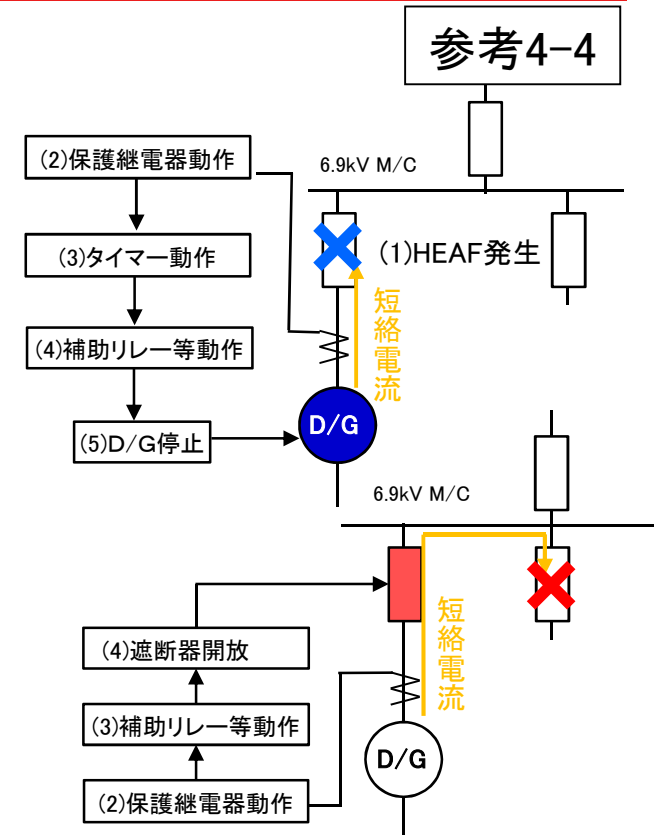 参考4-4
(2)保護継電器動作
6.9kV M/C
(3)タイマー動作
(1)HEAF発生
短絡電流
(4)補助リレー等動作
(5)D/G停止
D/G
6.9kV M/C
短絡電流
(4)遮断器開放
(3)補助リレー等動作
D/G
(2)保護継電器動作